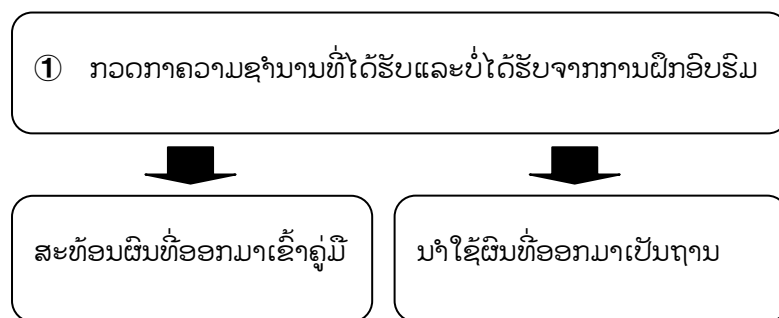 ① ກວດກາຄວາມຊຳນານທີ່ໄດ້ຮັບແລະບໍ່ໄດ້ຮັບຈາກການຝຶກອົບຮົມ
ສະທ້ອນຜົນທີ່ອອກມາເຂົ້າຄູ່ມື
ນຳໃຊ້ຜົນທີ່ອອກມາເປັນຖານ